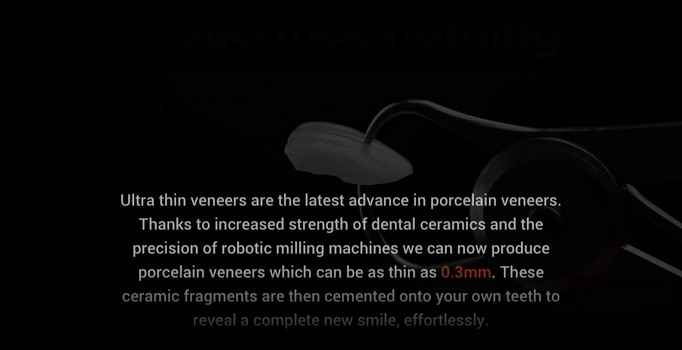 Ultra thin veneers are the latest advance in porcelain veneers.
Thanks to increased strength of dental ceramics and the
precision of robotic milling machines we can now produce
porcelain veneers which can be as thin as 0.3mm. These
ceramic fragments are then cemented onto your own teeth to
reveal a complete new smile, effortlessly.